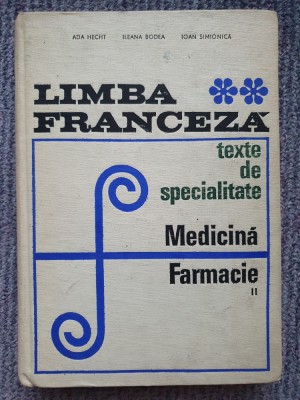 ADA HECHT ILEANA BODEA IOAN SIMIONICA
LIMBA
FRANCEZĂ
texte
de
specialitate
Medicină
Farmacie
II